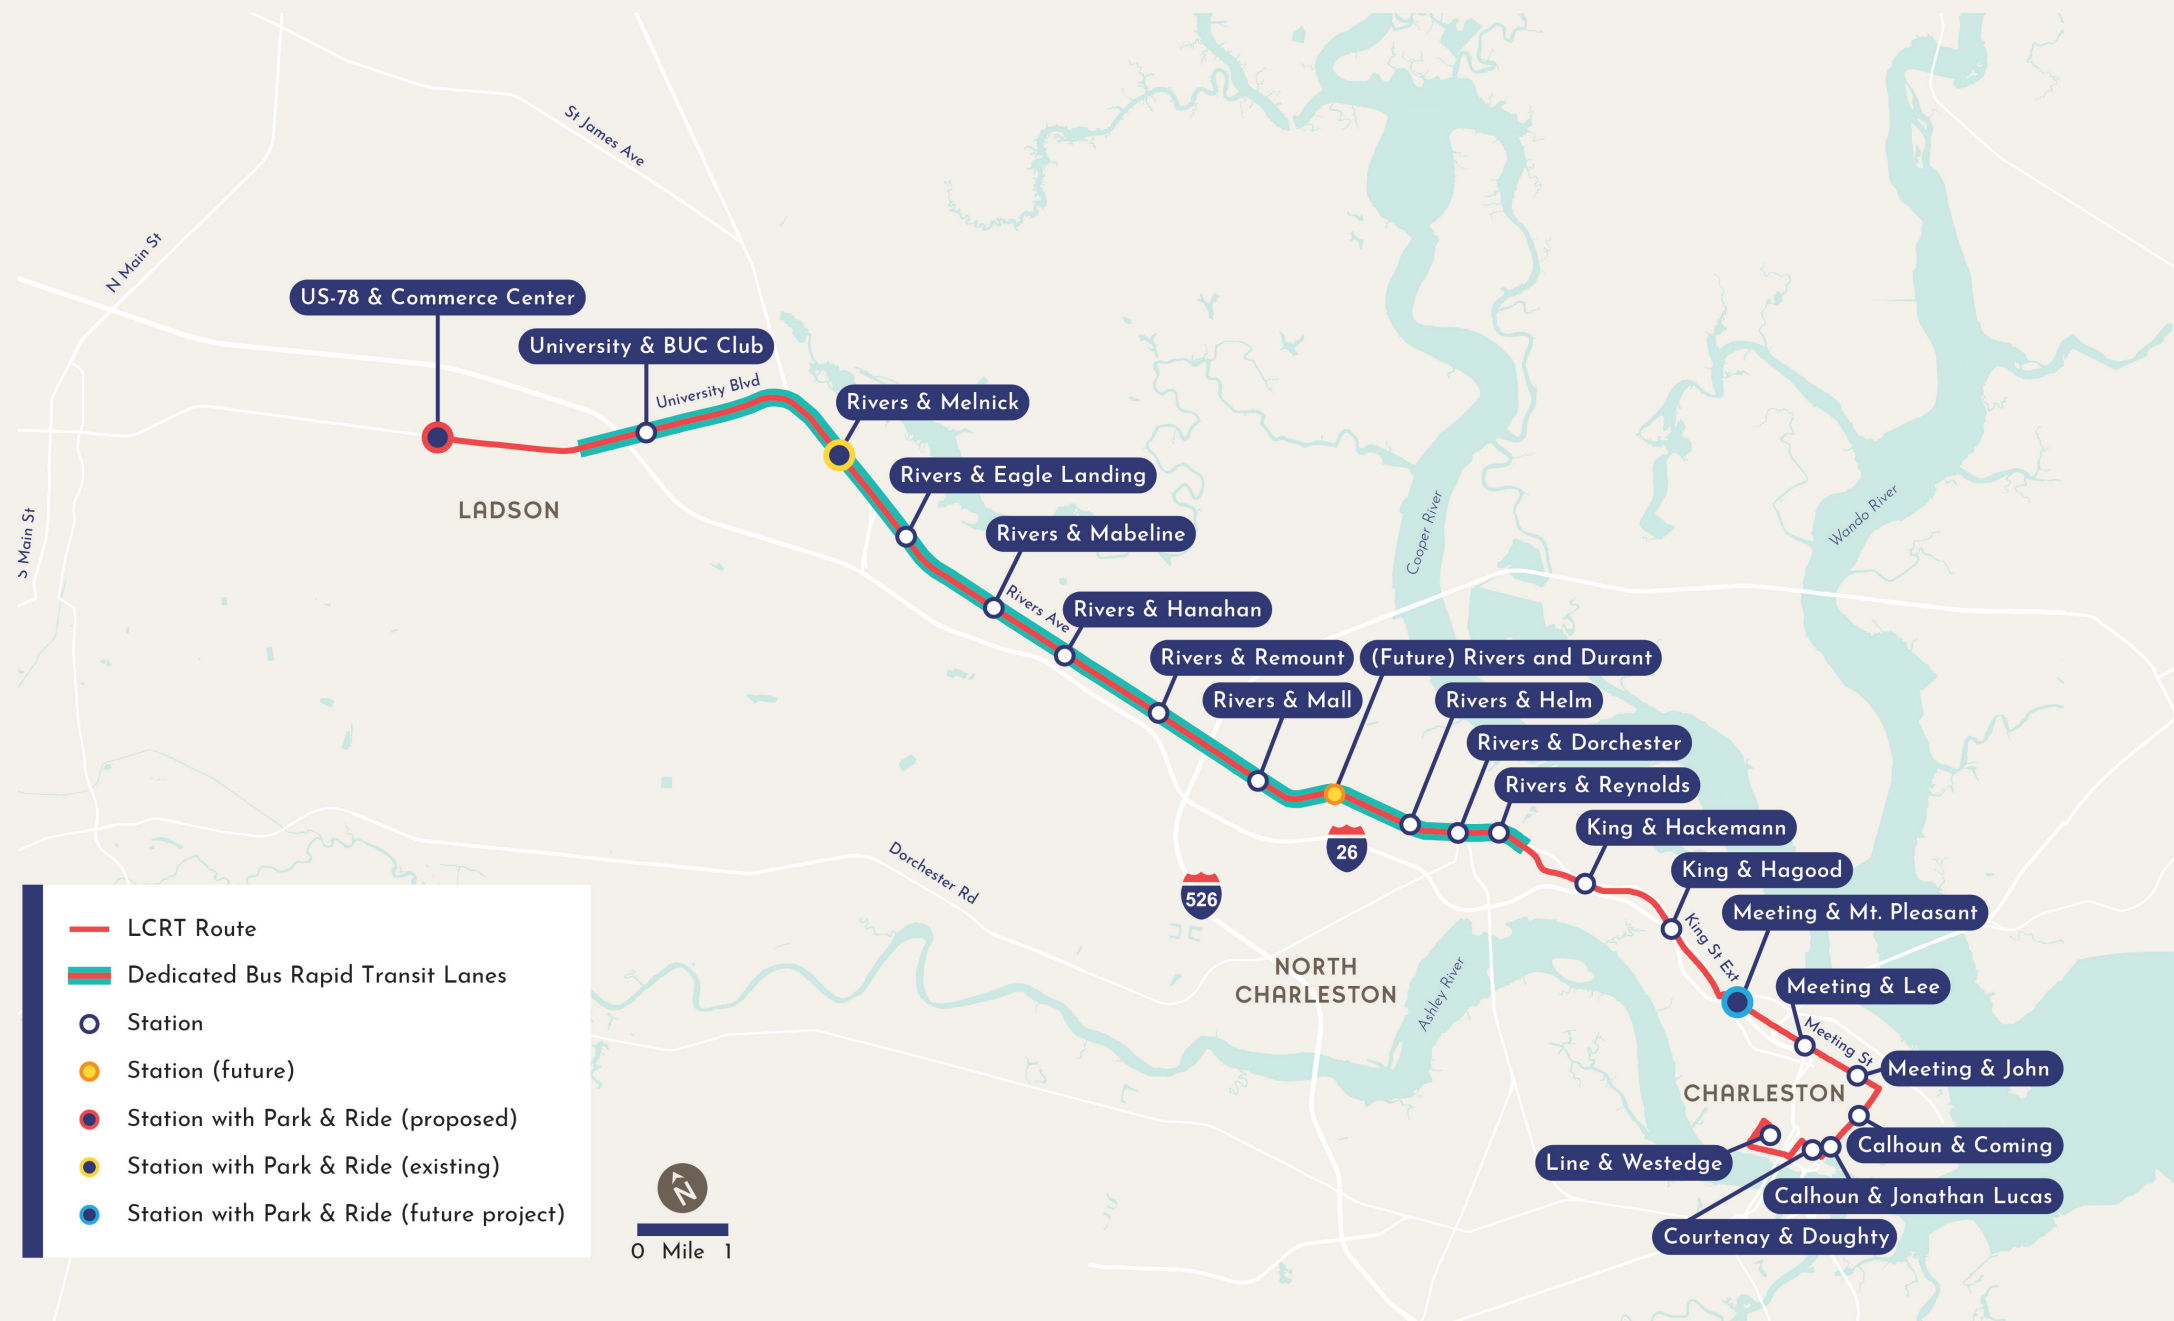 St James Ave
N Main St
US-78 & Commerce Center
University & BUC Club
University Blvd
Rivers & Melnick
Rivers & Eagle Landing
LADSON
S Main St
Rivers & Mabeline
Cooper River
Wando River
Rivers Ave
Rivers & Hanahan
Rivers & Remount
(Future) Rivers and Durant
Rivers & Mall
Rivers & Helm
Rivers & Dorchester
Rivers & Reynolds
King & Hackemann
26
Dorchester Rd
526
King & Hagood
Meeting & Mt. Pleasant
King St Ext
NORTH
CHARLESTON
Ashley River
Meeting & Lee
Meeting St
Meeting & John
CHARLESTON
Calhoun & Coming
Line & Westedge
Calhoun & Jonathan Lucas
Courtenay & Doughty
LCRT Route
Dedicated Bus Rapid Transit Lanes
Station
Station (future)
Station with Park & Ride (proposed)
Station with Park & Ride (existing)
Station with Park & Ride (future project)
N
0 Mile 1